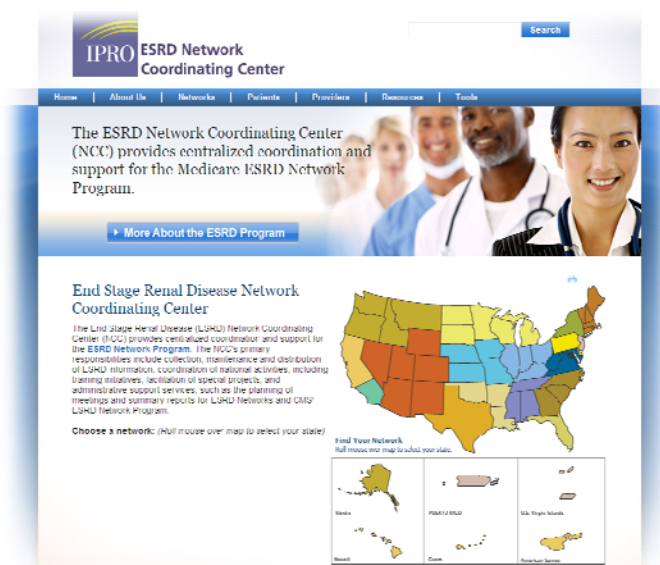 Search
IPRO ESRD Network
Coordinating Center
Home | About Us | Networks | Patients | Providers | Resources | Tools
The ESRD Network Coordinating Center
(NCC) provides centralized coordination and
support for the Medicare ESRD Network
Program.
More About the ESRD Program
End Stage Renal Disease Network
Coordinating Center
The End Stage Renal Disease (ESRD) Network Coordinating
Center (NCC) provides centralized coordination and support for
the ESRD Network Program. The NCC's primary
responsibilities include collection, maintenance and distribution
of ESRD information, coordination of national activities, including
training initiatives, facilitation of special projects, and
administrative support services, such as the planning of
meetings and summary reports for ESRD Networks and CMS'
ESRD Network Program.
Choose a network: (Roll mouse over map to select your state)
Find Your Network
Roll mouse over map to select your state.
Alaska
PUERTO RICO
U.S. Virgin Islands
Hawaii
Guam
American Samoa